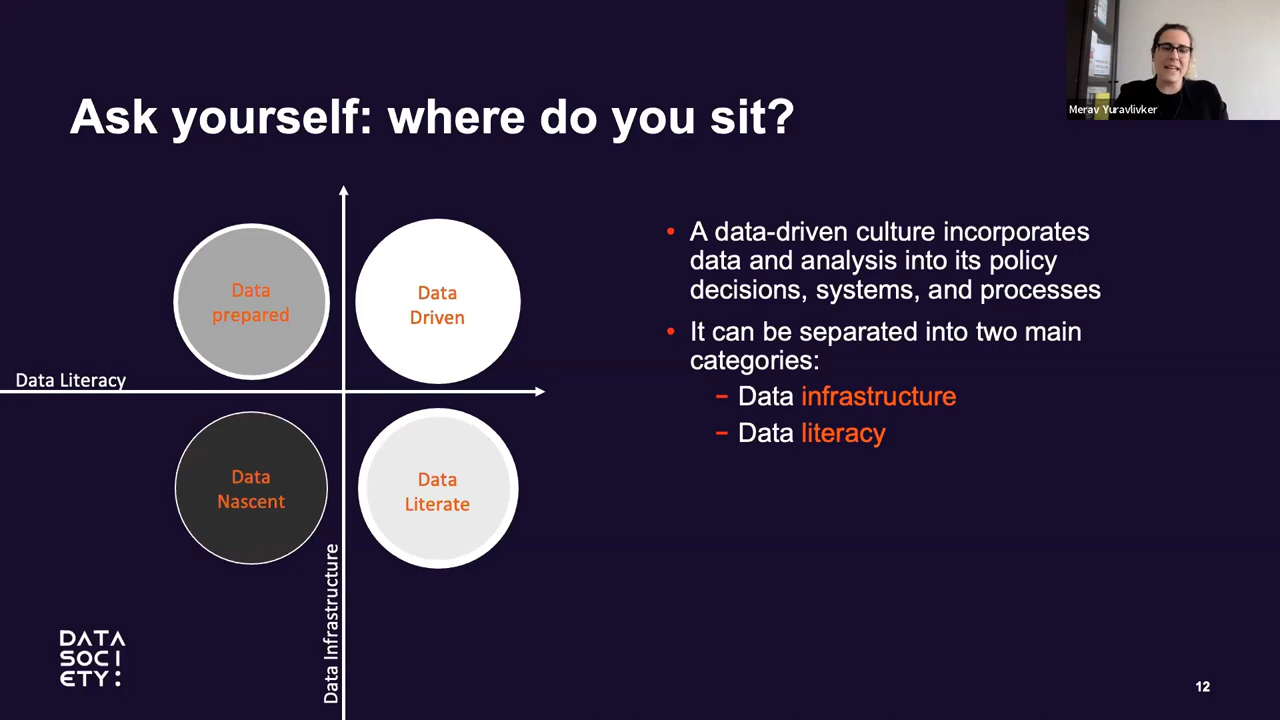 Merav Yuravlivker
Ask yourself: where do you sit?
Data
prepared
Data
Driven
Data Literacy
Data
Nascent
Data
Literate
Data Infrastructure
• A data-driven culture incorporates
data and analysis into its policy
decisions, systems, and processes
• It can be separated into two main
categories:
– Data infrastructure
– Data literacy
DATA
SOCI
ETY:
12